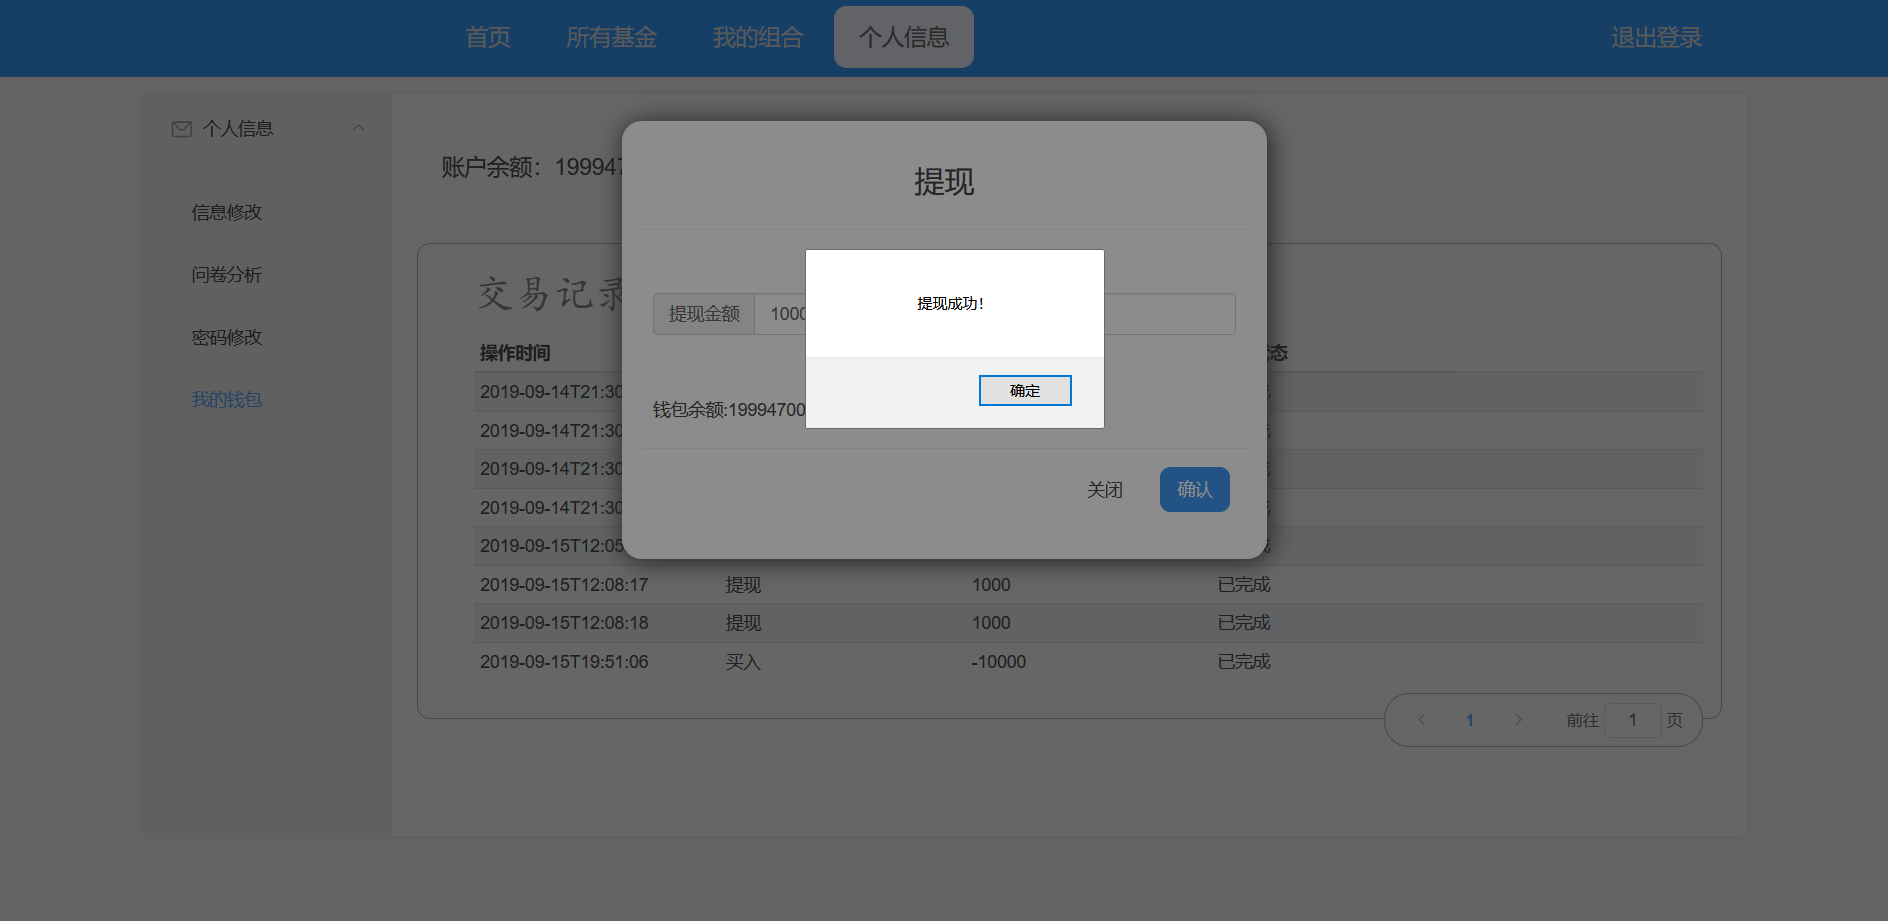 首页 所有基金 我的组合 个人信息 退出登录
个人信息
信息修改
问卷分析
密码修改
我的钱包
账户余额：199947
交易记录
操作时间 态
2019-09-14T21:30
2019-09-14T21:30
2019-09-14T21:30
2019-09-14T21:30
2019-09-15T12:05
2019-09-15T12:08:17 提现 1000 已完成
2019-09-15T12:08:18 提现 1000 已完成
2019-09-15T19:51:06 买入 -10000 已完成
1 前往 1 页
提现
提现金额 1000
钱包余额:19994700
关闭 确认
提现成功！
确定